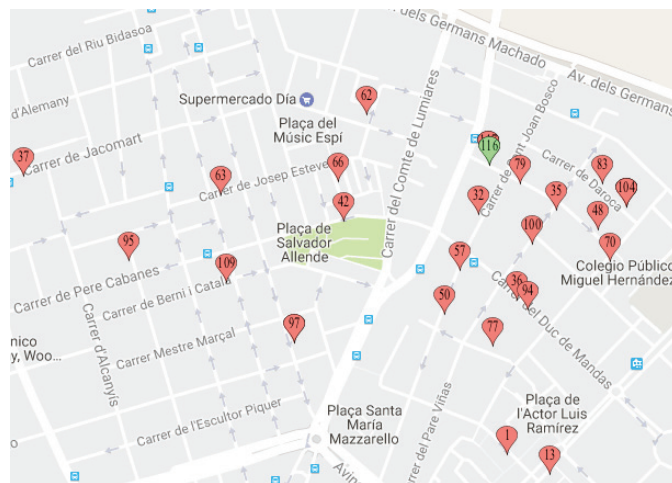 Carrer del Riu Bidasoa
dels Germans Machado
Av. dels Germans
d'Alemany
Supermercado Día
62
Plaça del
Músic Espí
Carrer del Comte de Lumiares
nt Joan Bosco
Carrer de
116
37
Carrer de Jacomart
63
Carrer de Josep Esteve
66
79
Carrer de Daroca
83
104
35
32
42
48
100
Plaça de
Salvador
Allende
95
109
57
70
Carrer de Pere Cabanes
Carrer de Berni i Catalá
Colegio Público
Miguel Hernández
36
94
50
Carrer del Duc de Mandas
97
77
nico
y, Woo...
Carrer d'Alcanyís
Carrer Mestre Marçal
Carrer de l'Escultor Piquer
Plaça Santa
María
Mazzarello
Carrer del Pare Viñas
Plaça de
l'Actor Luis
Ramírez
1
13
Avin